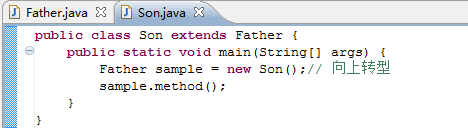 Father.java Son.java
public class Son extends Father {
public static void main(String[] args) {
Father sample = new Son();// 向上转型
sample.method();
}
}